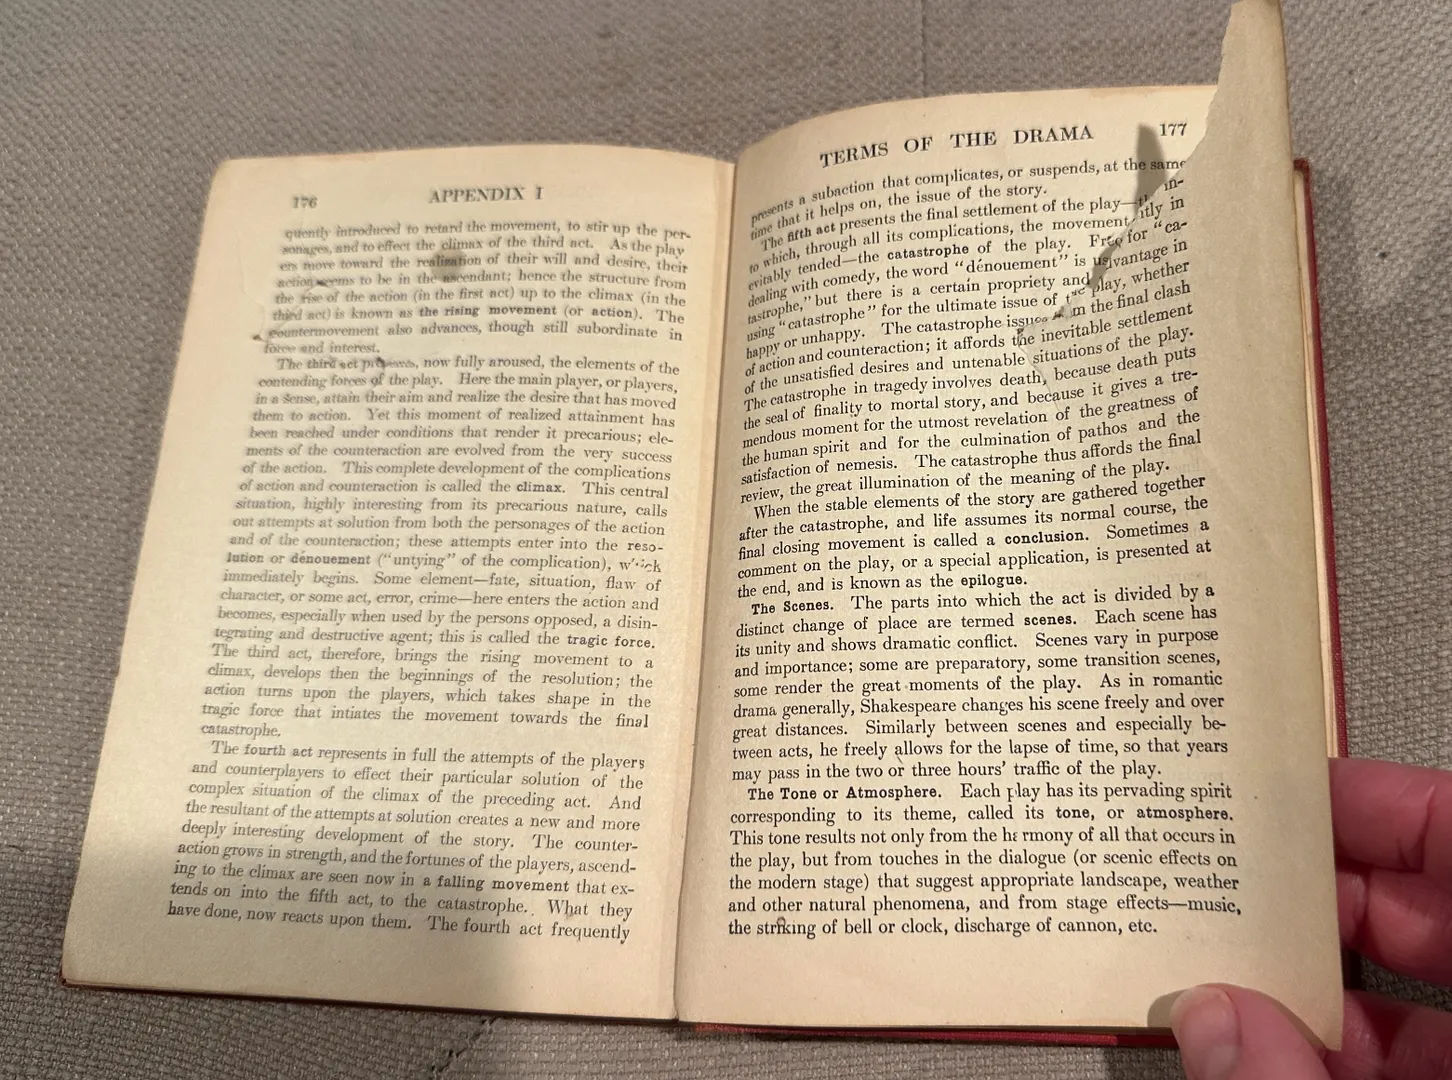 176 APPENDIX I
quently introduced to retard the movement, to stir up the per-
sonages, and to effect the climax of the third act. As the play
ers move toward the realization of their will and desire, their
action seems to be in the ascendant; hence the structure from
the rise of the action (in the first act) up to the climax (in the
third act) is known as the rising movement (or action). The
countermovement also advances, though still subordinate in
force and interest.
The third act now fully aroused, the elements of the
contending forces of the play. Here the main player, or players,
in a sense, attain their aim and realize the desire that has moved
them to action. Yet this moment of realized attainment has
been reached under conditions that render it precarious; ele-
ments of the counteraction are evolved from the very success
of the action. This complete development of the complications
of action and counteraction is called the climax. This central
situation, highly interesting from its precarious nature, calls
out attempts at solution from both the personages of the action
and of the counteraction; these attempts enter into the reso-
lution or dénouement ("untying" of the complication), which
immediately begins. Some element—fate, situation, flaw of
character, or some act, error, crime—here enters the action and
becomes, especially when used by the persons opposed, a disin-
tegrating and destructive agent; this is called the tragic force.
The third act, therefore, brings the rising movement to a
climax, develops then the beginnings of the resolution; the
action turns upon the players, which takes shape in the
tragic force that intiates the movement towards the final
catastrophe.
The fourth act represents in full the attempts of the players
and counterplayers to effect their particular solution of the
complex situation of the climax of the preceding act. And
the resultant of the attempts at solution creates a new and more
deeply interesting development of the story. The counter-
action grows in strength, and the fortunes of the players, ascend-
ing to the climax are seen now in a falling movement that ex-
tends on into the fifth act, to the catastrophe. What they
have done, now reacts upon them. The fourth act frequently
TERMS OF THE DRAMA 177
presents a subaction that complicates, or suspends, at the same
time that it helps on, the issue of the story.
The fifth act presents the final settlement of the play— in-
to which, through all its complications, the movement
evitably tended—the catastrophe of the play. ntly in
dealing with comedy, the word "dénouement" is for "ca-
tastrophe," but there is a certain propriety and advantage in
using "catastrophe" for the ultimate issue of the play, whether
happy or unhappy. The catastrophe issues from the final clash
of action and counteraction; it affords the inevitable settlement
of the unsatisfied desires and untenable situations of the play.
The catastrophe in tragedy involves death, because death puts
the seal of finality to mortal story, and because it gives a tre-
mendous moment for the utmost revelation of the greatness of
the human spirit and for the culmination of pathos and the
satisfaction of nemesis. The catastrophe thus affords the final
review, the great illumination of the meaning of the play.
When the stable elements of the story are gathered together
after the catastrophe, and life assumes its normal course, the
final closing movement is called a conclusion. Sometimes a
comment on the play, or a special application, is presented at
the end, and is known as the epilogue.
The Scenes. The parts into which the act is divided by a
distinct change of place are termed scenes. Each scene has
its unity and shows dramatic conflict. Scenes vary in purpose
and importance; some are preparatory, some transition scenes,
some render the great moments of the play. As in romantic
drama generally, Shakespeare changes his scene freely and over
great distances. Similarly between scenes and especially be-
tween acts, he freely allows for the lapse of time, so that years
may pass in the two or three hours' traffic of the play.
The Tone or Atmosphere. Each play has its pervading spirit
corresponding to its theme, called its tone, or atmosphere.
This tone results not only from the harmony of all that occurs in
the play, but from touches in the dialogue (or scenic effects on
the modern stage) that suggest appropriate landscape, weather
and other natural phenomena, and from stage effects—music,
the striking of bell or clock, discharge of cannon, etc.